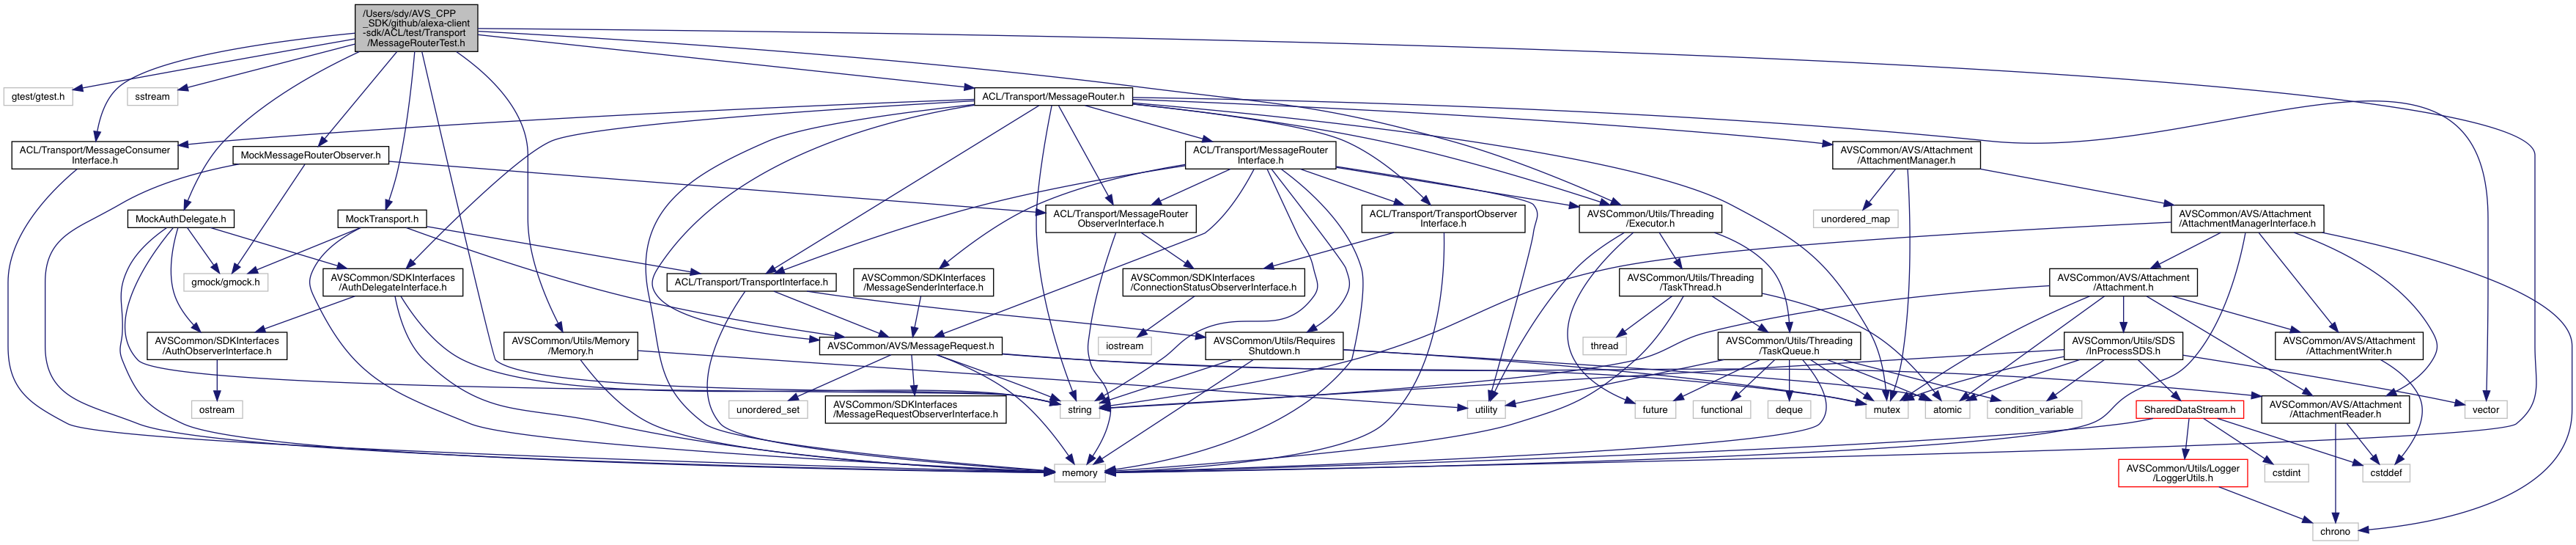 /Users/sdy/AVS_CPP
_SDK/github/alexa-client
-sdk/ACL/test/Transport
/MessageRouterTest.h
gtest/gtest.h
sstream
ACL/Transport/MessageRouter.h
ACL/Transport/MessageConsumer
Interface.h
MockMessageRouterObserver.h
ACL/Transport/MessageRouter
Interface.h
AVSCommon/AVS/Attachment
/AttachmentManager.h
MockAuthDelegate.h
MockTransport.h
ACL/Transport/MessageRouter
ObserverInterface.h
ACL/Transport/TransportObserver
Interface.h
AVSCommon/Utils/Threading
/Executor.h
unordered_map
AVSCommon/AVS/Attachment
/AttachmentManagerInterface.h
gmock/gmock.h
AVSCommon/SDKInterfaces
/AuthDelegateInterface.h
ACL/Transport/TransportInterface.h
AVSCommon/SDKInterfaces
/MessageSenderInterface.h
AVSCommon/SDKInterfaces
/ConnectionStatusObserverInterface.h
AVSCommon/Utils/Threading
/TaskThread.h
AVSCommon/AVS/Attachment
/Attachment.h
AVSCommon/SDKInterfaces
/AuthObserverInterface.h
AVSCommon/Utils/Memory
/Memory.h
AVSCommon/AVS/MessageRequest.h
iostream
AVSCommon/Utils/Requires
Shutdown.h
thread
AVSCommon/Utils/Threading
/TaskQueue.h
AVSCommon/Utils/SDS
/InProcessSDS.h
AVSCommon/AVS/Attachment
/AttachmentWriter.h
ostream
unordered_set
AVSCommon/SDKInterfaces
/MessageRequestObserverInterface.h
string
utility
future
functional
deque
mutex
atomic
condition_variable
SharedDataStream.h
AVSCommon/AVS/Attachment
/AttachmentReader.h
vector
memory
AVSCommon/Utils/Logger
/LoggerUtils.h
cstdint
cstddef
chrono